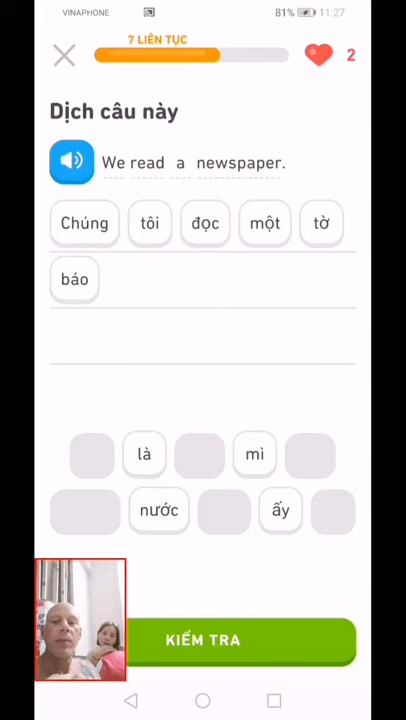 VINAPHONE 81% 11:27
7 LIÊN TỤC
2
Dịch câu này
We read a newspaper.
Chúng tôi đọc một tờ
báo
là mì
nước ấy
KIỂM TRA